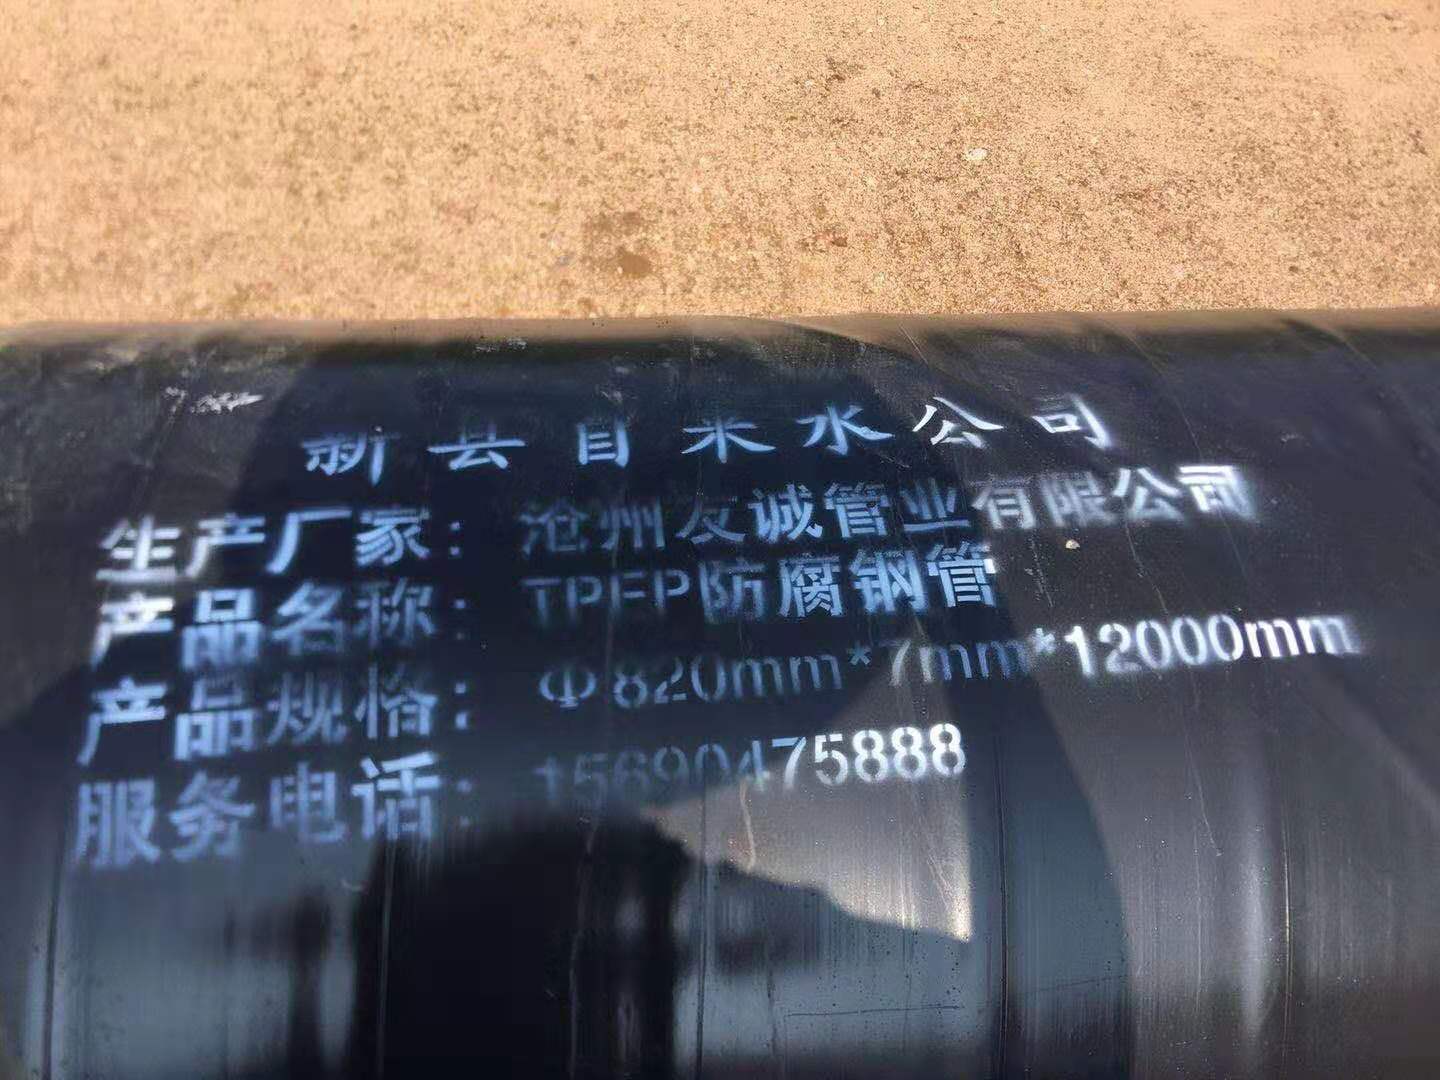 新县自来水公司
生产厂家：沧州友诚管业有限公司
产品名称：TPEP防腐钢管
产品规格：Φ820mm*7mm*12000mm
服务电话：15690475888